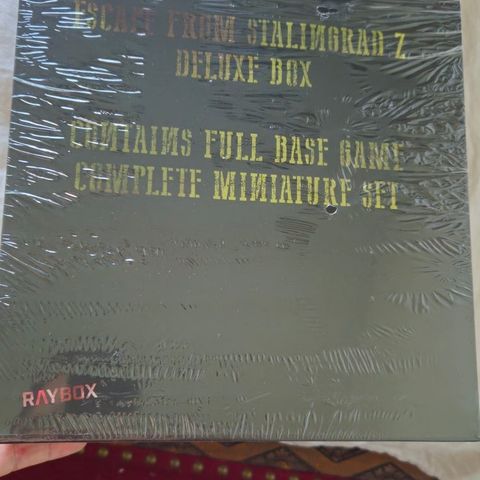 ESCAPE FROM STALINGRAD Z
DELUXE BOX
CONTAINS FULL BASE GAME
COMPLETE MINIATURE SET
RAYBOX